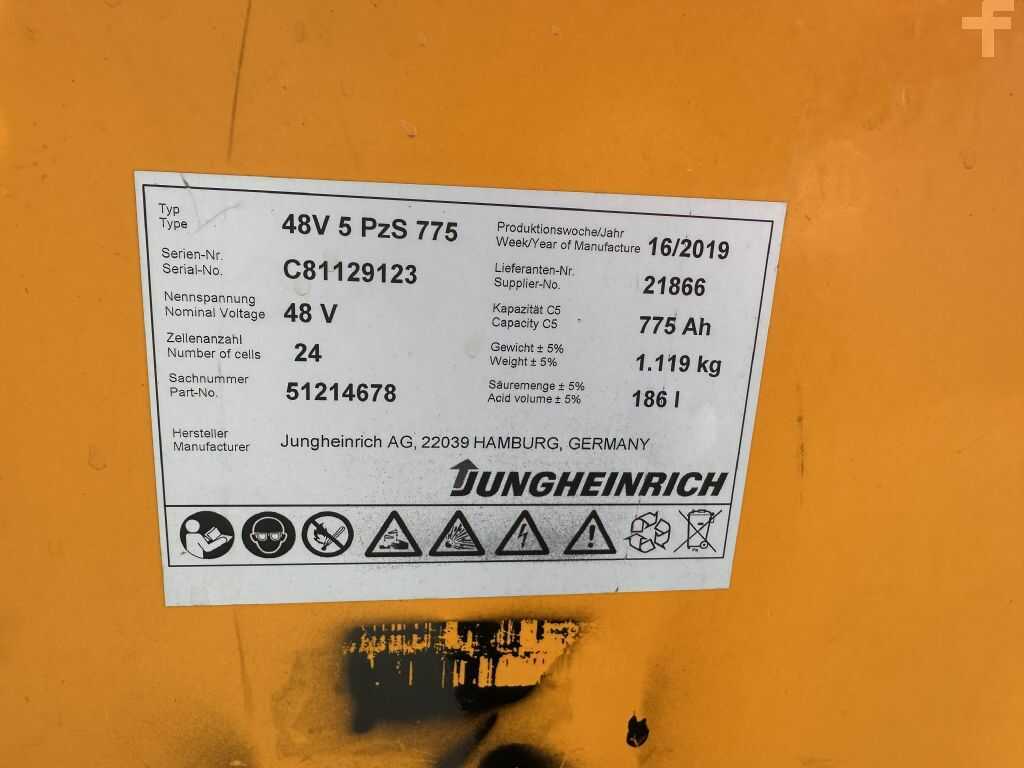 Typ
Type 48V 5 PzS 775
Serien-Nr.
Serial-No. C81129123
Nennspannung
Nominal Voltage 48 V
Zellenanzahl
Number of cells 24
Sachnummer
Part-No. 51214678
Produktionswoche/Jahr
Week/Year of Manufacture 16/2019
Lieferanten-Nr.
Supplier-No. 21866
Kapazität C5
Capacity C5 775 Ah
Gewicht ± 5%
Weight ± 5% 1.119 kg
Säuremenge ± 5%
Acid volume ± 5% 186 l
Hersteller
Manufacturer Jungheinrich AG, 22039 HAMBURG, GERMANY
JUNGHEINRICH